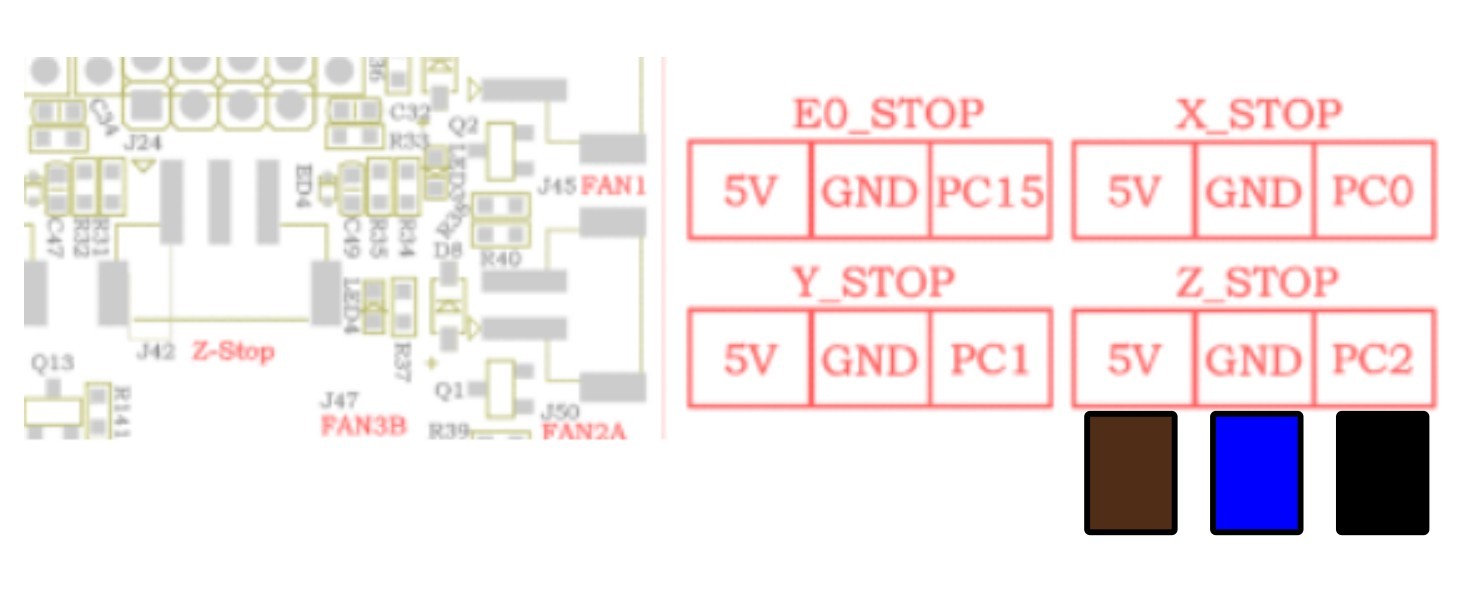 36
C34
C32
Q2
J24
R33
LED3
R36
J45 FAN1
ED4
C47
R32
R31
C49
R35
R34
D8
R40
LED4
J42 Z-Stop
R37
Q13
Q1
R141
J47
FAN3B
J50
R39
FAN2A
E0_STOP
5V GND PC15
X_STOP
5V GND PC0
Y_STOP
5V GND PC1
Z_STOP
5V GND PC2